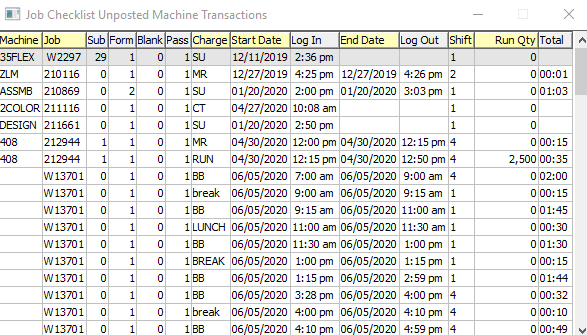 Job Checklist Unposted Machine Transactions
Machine Job Sub Form Blank Pass Charge Start Date Log In End Date Log Out Shift Run Qty Total
35FLEX W2297 29 1 0 1 SU 12/11/2019 2:36 pm 1 0
ZLM 210116 0 1 0 1 MR 12/27/2019 4:25 pm 12/27/2019 4:26 pm 2 0 00:01
ASSMB 210869 0 2 0 1 SU 01/20/2020 2:00 pm 01/20/2020 3:03 pm 1 0 01:03
2COLOR 211116 0 1 0 1 CT 04/27/2020 10:08 am 1 0
DESIGN 211661 0 1 0 1 SU 01/20/2020 2:50 pm 1 0
408 212944 1 1 0 1 MR 04/30/2020 12:00 pm 04/30/2020 12:15 pm 4 0 00:15
408 212944 1 1 0 1 RUN 04/30/2020 12:15 pm 04/30/2020 12:50 pm 4 2,500 00:35
W13701 0 1 0 1 BB 06/05/2020 7:00 am 06/05/2020 9:00 am 4 0 02:00
W13701 0 1 0 1 break 06/05/2020 9:00 am 06/05/2020 9:15 am 1 0 00:15
W13701 0 1 0 1 BB 06/05/2020 9:15 am 06/05/2020 11:00 am 1 0 01:45
W13701 0 1 0 1 LUNCH 06/05/2020 11:00 am 06/05/2020 11:30 am 1 0 00:30
W13701 0 1 0 1 BB 06/05/2020 11:30 am 06/05/2020 1:00 pm 1 0 01:30
W13701 0 1 0 1 BREAK 06/05/2020 1:00 pm 06/05/2020 1:15 pm 1 0 00:15
W13701 0 1 0 1 BB 06/05/2020 1:15 pm 06/05/2020 2:59 pm 1 0 01:44
W13701 0 1 0 1 BB 06/05/2020 3:28 pm 06/05/2020 4:00 pm 4 0 00:32
W13701 0 1 0 1 break 06/05/2020 4:00 pm 06/05/2020 4:10 pm 4 0 00:10
W13701 0 1 0 1 BB 06/05/2020 4:10 pm 06/05/2020 4:59 pm 4 0 00:49